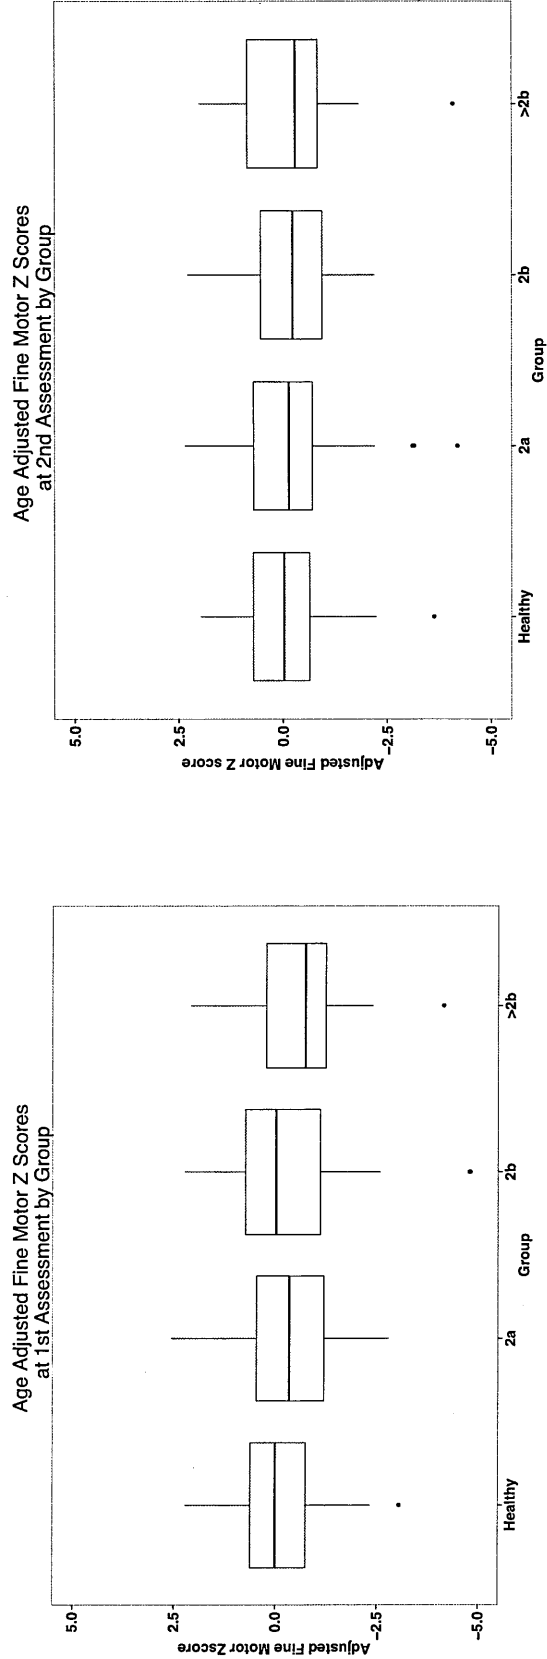 Age Adjusted Fine Motor Z Scores
at 1st Assessment by Group
Adjusted Fine Motor Zscore
5.0
2.5
0.0
−2.5
−5.0
Healthy
2a
2b
>2b
Group
Age Adjusted Fine Motor Z Scores
at 2nd Assessment by Group
Adjusted Fine Motor Z score
5.0
2.5
0.0
−2.5
−5.0
Healthy
2a
2b
>2b
Group